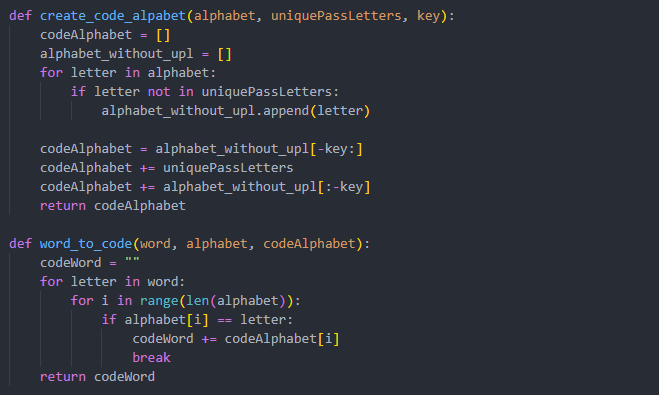 def create_code_alpabet(alphabet, uniquePassLetters, key):
    codeAlphabet = []
    alphabet_without_upl = []
    for letter in alphabet:
        if letter not in uniquePassLetters:
            alphabet_without_upl.append(letter)

    codeAlphabet = alphabet_without_upl[-key:]
    codeAlphabet += uniquePassLetters
    codeAlphabet += alphabet_without_upl[:-key]
    return codeAlphabet

def word_to_code(word, alphabet, codeAlphabet):
    codeWord = ""
    for letter in word:
        for i in range(len(alphabet)):
            if alphabet[i] == letter:
                codeWord += codeAlphabet[i]
                break
    return codeWord